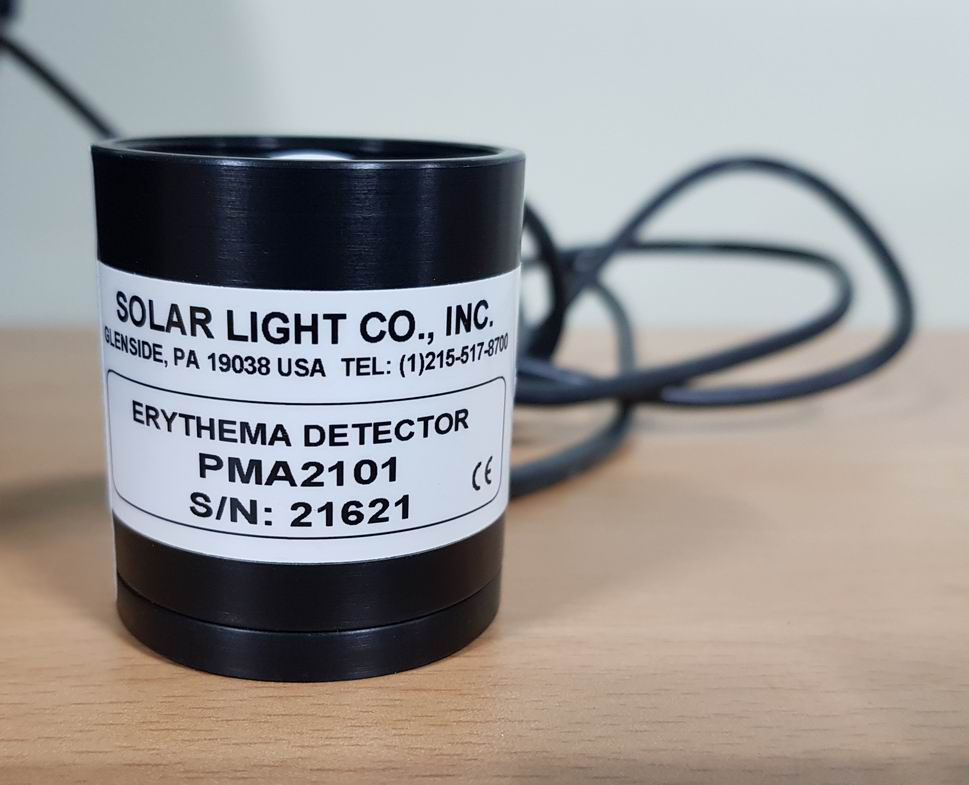 SOLAR LIGHT CO., INC.
GLENSIDE, PA 19038 USA TEL: (1)215-517-8700
ERYTHEMA DETECTOR
PMA2101
CE
S/N: 21621